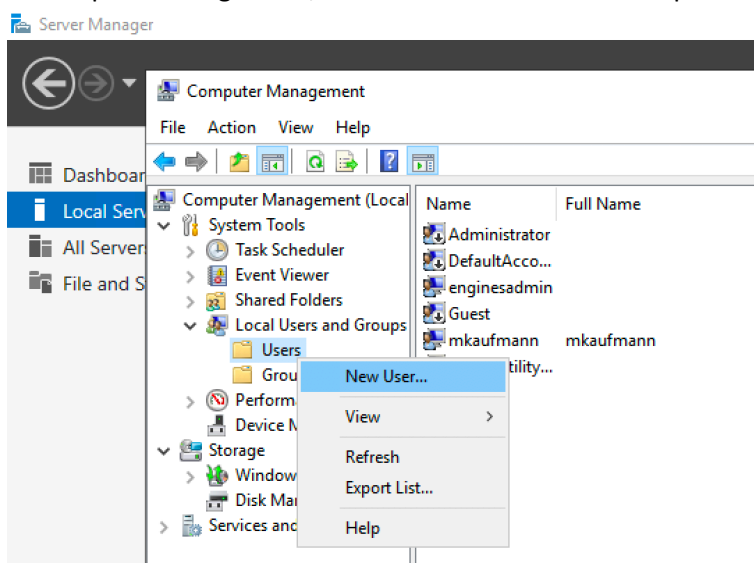 Server Manager
Computer Management
File Action View Help
Dashboar
Local Serv
All Server
File and S
Computer Management (Local
System Tools
Task Scheduler
Event Viewer
Shared Folders
Local Users and Groups
Users
Grou
Perform
Device M
Storage
Window
Disk Mar
Services and
Name Full Name
Administrator
DefaultAcco...
enginesadmin
Guest
mkaufmann mkaufmann
tility...
New User...
View
Refresh
Export List...
Help